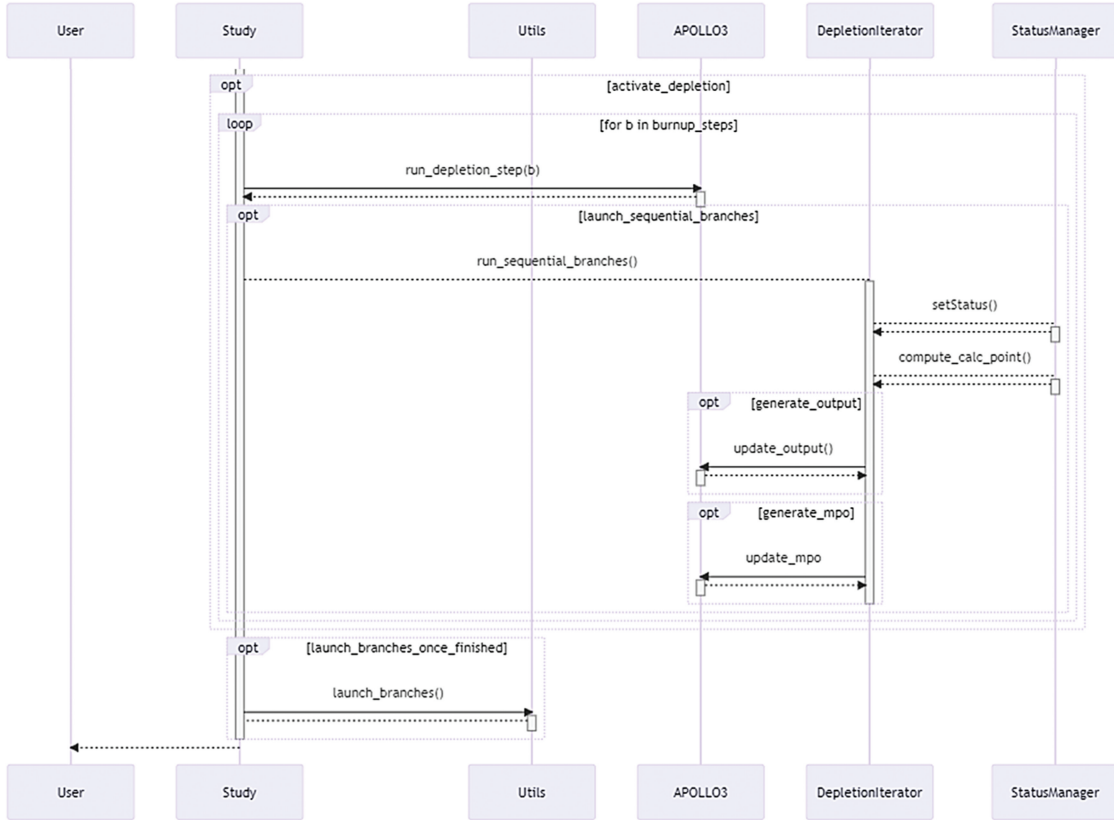 User Study Utils APOLLO3 DepletionIterator StatusManager
opt [activate_depletion]
loop [for b in burnup_steps]
run_depletion_step(b)
opt [launch_sequential_branches]
run_sequential_branches()
setStatus()
compute_calc_point()
opt [generate_output]
update_output()
opt [generate_mpo]
update_mpo
opt [launch_branches_once_finished]
launch_branches()
User Study Utils APOLLO3 DepletionIterator StatusManager